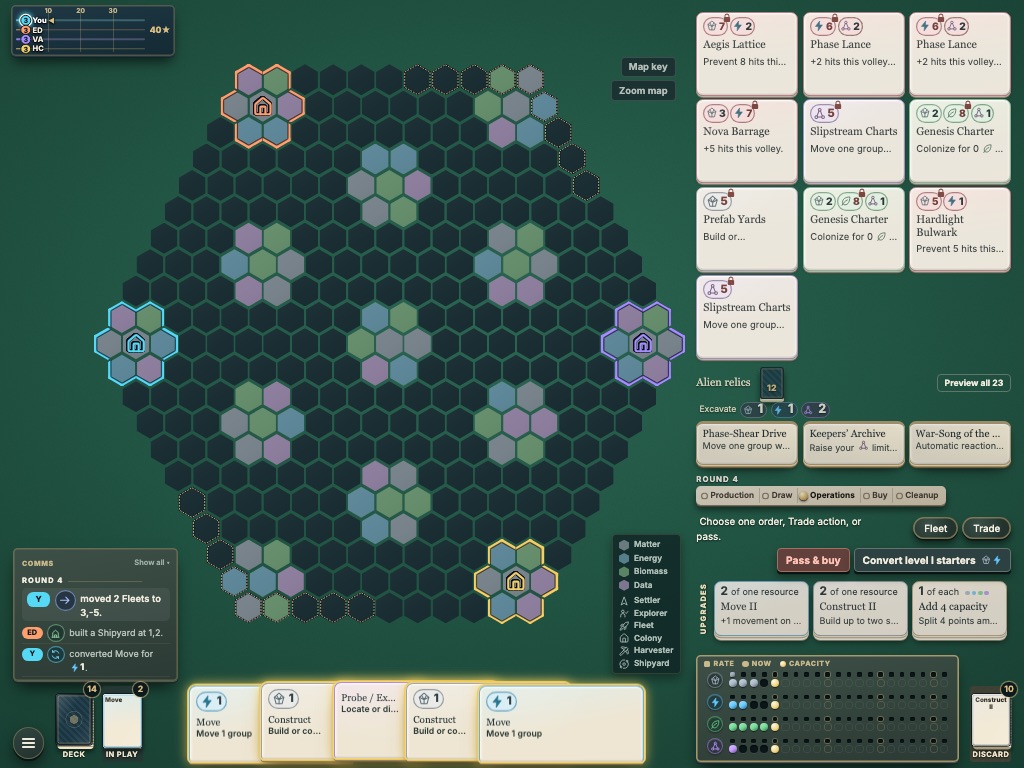 10 20 30
3 You
3 ED
3 VA
3 HC
40★
Map key
Zoom map
7 2
Aegis Lattice
Prevent 8 hits thi...
6 2
Phase Lance
+2 hits this volley...
6 2
Phase Lance
+2 hits this volley...
3 7
Nova Barrage
+5 hits this volley.
5
Slipstream Charts
Move one group...
2 8 1
Genesis Charter
Colonize for 0 ...
5
Prefab Yards
Build or...
2 8 1
Genesis Charter
Colonize for 0 ...
5 1
Hardlight
Bulwark
Prevent 5 hits this...
5
Slipstream Charts
Move one group...
Alien relics
12
Preview all 23
Excavate 1 1 2
Phase-Shear Drive
Move one group w...
Keepers' Archive
Raise your limit...
War-Song of the ...
Automatic reaction...
ROUND 4
Production
Draw
Operations
Buy
Cleanup
Choose one order, Trade action, or
pass.
Fleet
Trade
Pass & buy
Convert level I starters
UPGRADES
2 of one resource
Move II
+1 movement on ...
2 of one resource
Construct II
Build up to two s...
1 of each
Add 4 capacity
Split 4 points am...
RATE NOW CAPACITY
Matter
Energy
Biomass
Data
Settler
Explorer
Fleet
Colony
Harvester
Shipyard
COMMS
Show all
ROUND 4
Y moved 2 Fleets to
3,-5.
ED built a Shipyard at 1,2.
Y converted Move for
1.
14
DECK
2
Move
IN PLAY
1
Move
Move 1 group
1
Construct
Build or co...
Probe / Ex...
Locate or di...
1
Construct
Build or co...
1
Move
Move 1 group
10
Construct
II
DISCARD